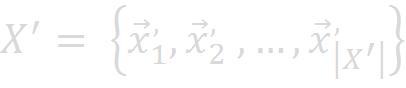 X′ = {x⃗′₁, x⃗′₂ , …, x⃗′|X′|}